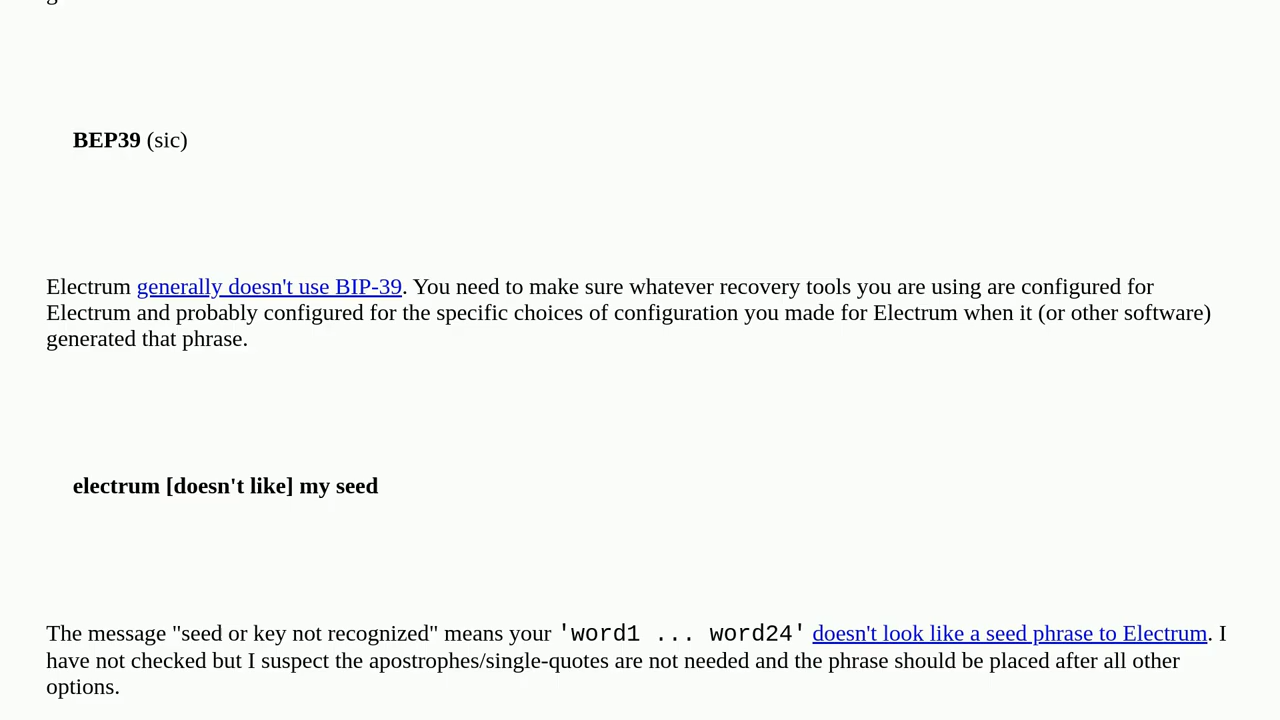 BEP39 (sic)
Electrum generally doesn't use BIP-39. You need to make sure whatever recovery tools you are using are configured for
Electrum and probably configured for the specific choices of configuration you made for Electrum when it (or other software)
generated that phrase.
electrum [doesn't like] my seed
The message "seed or key not recognized" means your 'word1 ... word24' doesn't look like a seed phrase to Electrum. I
have not checked but I suspect the apostrophes/single-quotes are not needed and the phrase should be placed after all other
options.